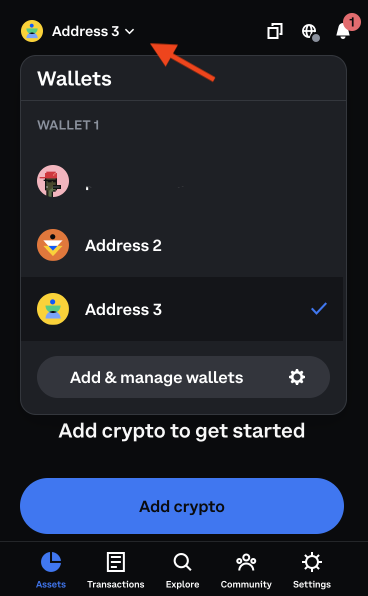 Address 3
1
Wallets
WALLET 1
Address 2
Address 3
Add & manage wallets
Add crypto to get started
Add crypto
Assets
Transactions
Explore
Community
Settings